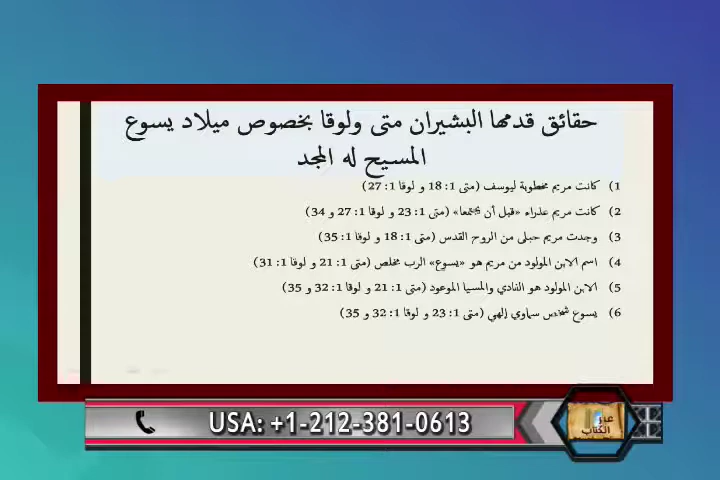 حقائق قدمها البشيران متى ولوقا بخصوص ميلاد يسوع
المسيح له المجد
1) كانت مريم مخطوبة ليوسف (متى 1: 18 و لوقا 1: 27)
2) كانت مريم عذراء «قبل أن يجتمعا» (متى 1: 23 و لوقا 1: 27 و 34)
3) وجدت مريم حبلى من الروح القدس (متى 1: 18 و لوقا 1: 35)
4) اسم الابن المولود من مريم هو «يسوع» الرب مخلص (متى 1: 21 و لوقا 1: 31)
5) الابن المولود هو الفادي والمسيا الموعود (متى 1: 21 و لوقا 1: 32 و 35)
6) يسوع شخص سماوي إلهي (متى 1: 23 و لوقا 1: 32 و 35)
USA: +1-212-381-0613
عبر
الكتاب